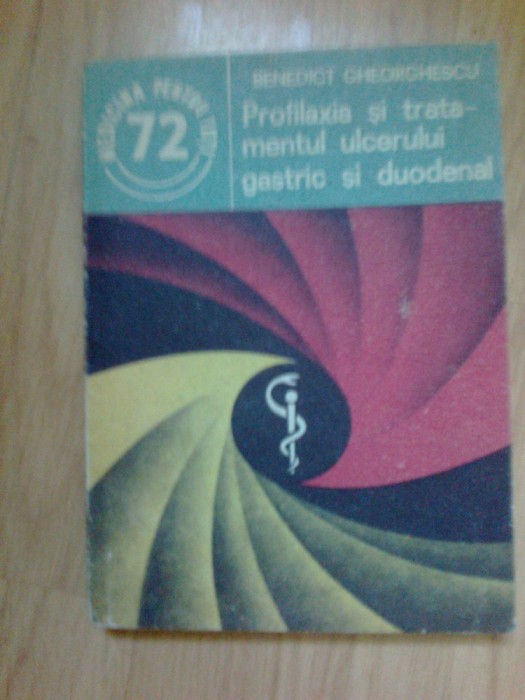 MEDICINA PENTRU TOȚI
72
BENEDICT GHEORGHESCU
Profilaxia și trata-
mentul ulcerului
gastric și duodenal